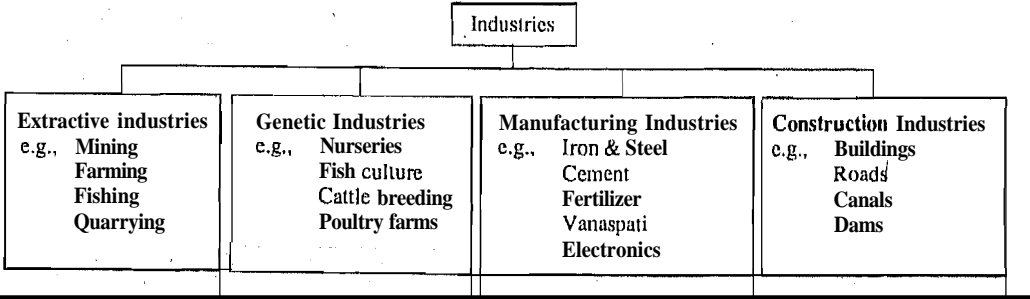 Industries
Extractive industries
e.g., Mining
Farming
Fishing
Quarrying
Genetic Industries
e.g., Nurseries
Fish culture
Cattle breeding
Poultry farms
Manufacturing Industries
e.g., Iron & Steel
Cement
Fertilizer
Vanaspati
Electronics
Construction Industries
e.g., Buildings
Roads
Canals
Dams